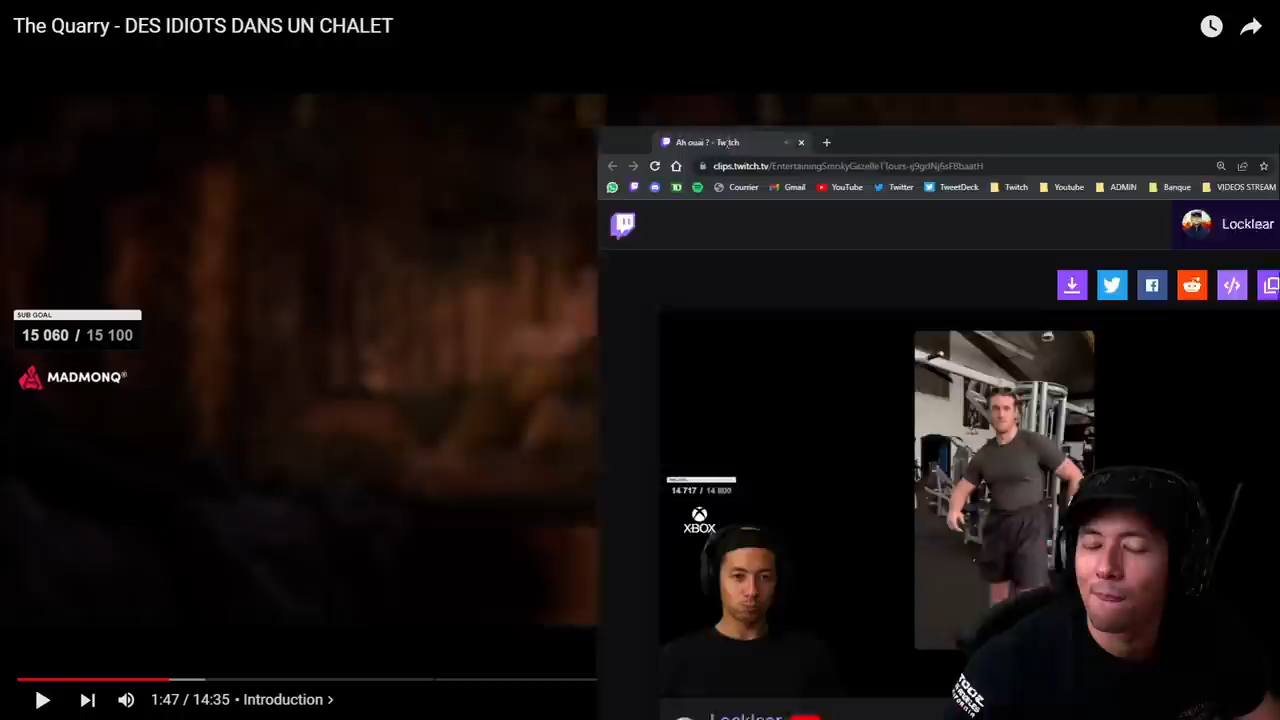 The Quarry - DES IDIOTS DANS UN CHALET
Ah ouai ? - Twitch
clips.twitch.tv/
Courrier
Gmail
YouTube
Twitter
TweetDeck
Twitch
Youtube
ADMIN
Banque
VIDEOS STREAM
Locklear
SUB GOAL
15 060 / 15 100
MADMONQ®
14 717 / 14 800
XBOX
1:47 / 14:35 • Introduction ›
Locklear